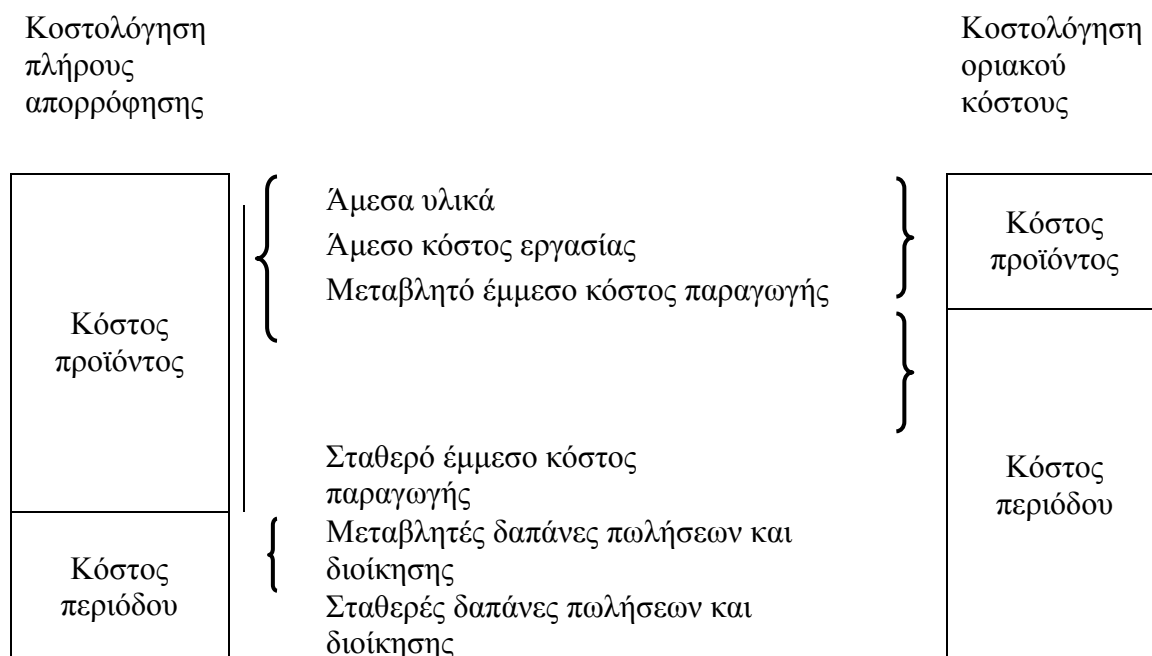 Κοστολόγηση
πλήρους
απορρόφησης
Κοστολόγηση
οριακού
κόστους
Κόστος
προϊόντος
Κόστος
περιόδου
Άμεσα υλικά
Άμεσο κόστος εργασίας
Μεταβλητό έμμεσο κόστος παραγωγής
Σταθερό έμμεσο κόστος
παραγωγής
Μεταβλητές δαπάνες πωλήσεων και
διοίκησης
Σταθερές δαπάνες πωλήσεων και
διοίκησης
Κόστος
προϊόντος
Κόστος
περιόδου